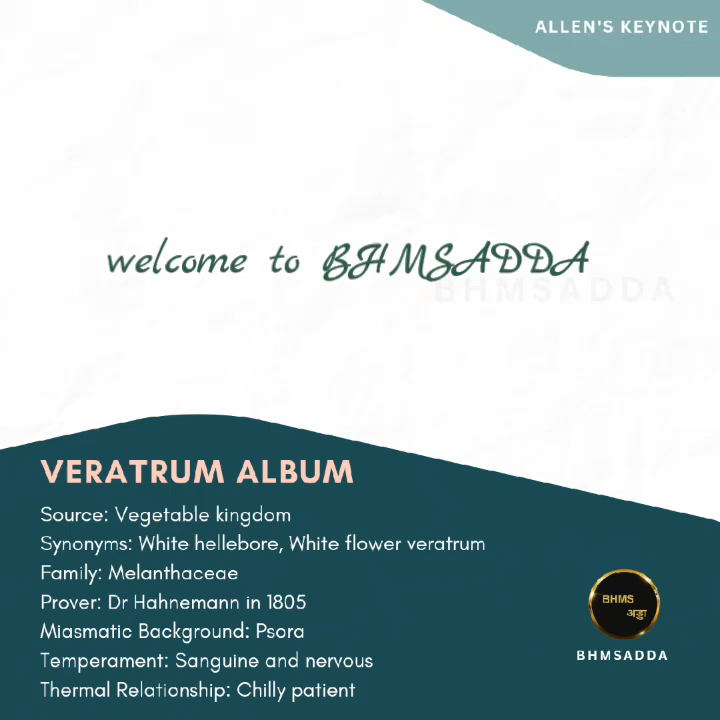 ALLEN'S KEYNOTE
welcome to BHMSADDA
BHMSADDA
VERATRUM ALBUM
Source: Vegetable kingdom
Synonyms: White hellebore, White flower veratrum
Family: Melanthaceae
Prover: Dr Hahnemann in 1805
Miasmatic Background: Psora
Temperament: Sanguine and nervous
Thermal Relationship: Chilly patient
BHMS
अड्डा
BHMSADDA